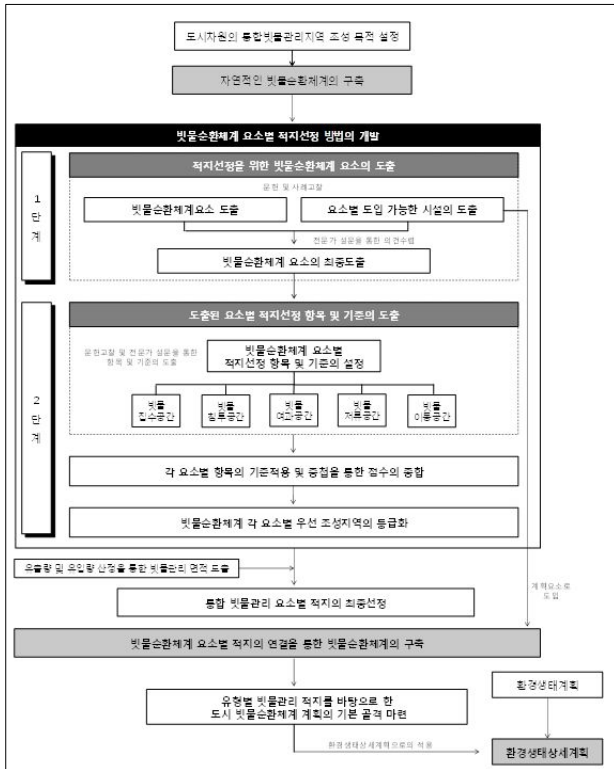 도시차원의 통합빗물관리지역 조성 목적 설정
자연적인 빗물순환체계의 구축
빗물순환체계 요소별 적지선정 방법의 개발
1
단
계
적지선정을 위한 빗물순환체계 요소의 도출
문헌 및 사례고찰
빗물순환체계요소 도출
요소별 도입 가능한 시설의 도출
전문가 설문을 통한 의견수렴
빗물순환체계 요소의 최종도출
2
단
계
도출된 요소별 적지선정 항목 및 기준의 도출
문헌고찰 및 전문가 설문을 통한
항목 및 기준의 도출
빗물순환체계 요소별
적지선정 항목 및 기준의 설정
빗물
집수공간
빗물
침투공간
빗물
여과공간
빗물
저류공간
빗물
이동공간
각 요소별 항목의 기준적용 및 중첩을 통한 점수의 종합
빗물순환체계 각 요소별 우선 조성지역의 등급화
유출량 및 유입량 산정을 통한 빗물관리 면적 도출
통합 빗물관리 요소별 적지의 최종선정
계획요소로
도입
빗물순환체계 요소별 적지의 연결을 통한 빗물순환체계의 구축
유형별 빗물관리 적지를 바탕으로 한
도시 빗물순환체계 계획의 기본 골격 마련
환경생태계획
환경생태상세계획으로의 적용
환경생태상세계획